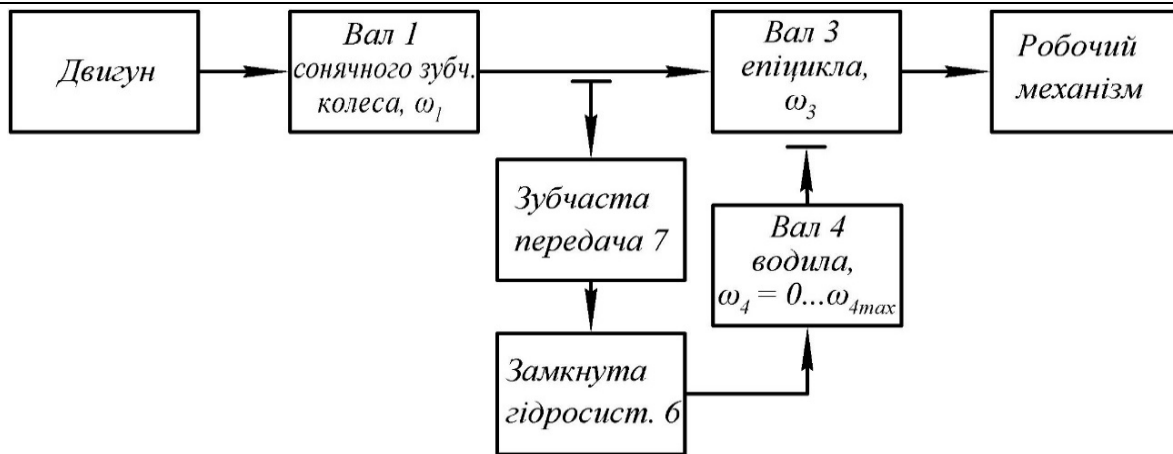 Двигун
Вал 1
сонячного зубч.
колеса, ω₁
Вал 3
епіцикла,
ω₃
Робочий
механізм
Зубчаста
передача 7
Вал 4
водила,
ω₄ = 0...ω₄max
Замкнута
гідросист. 6